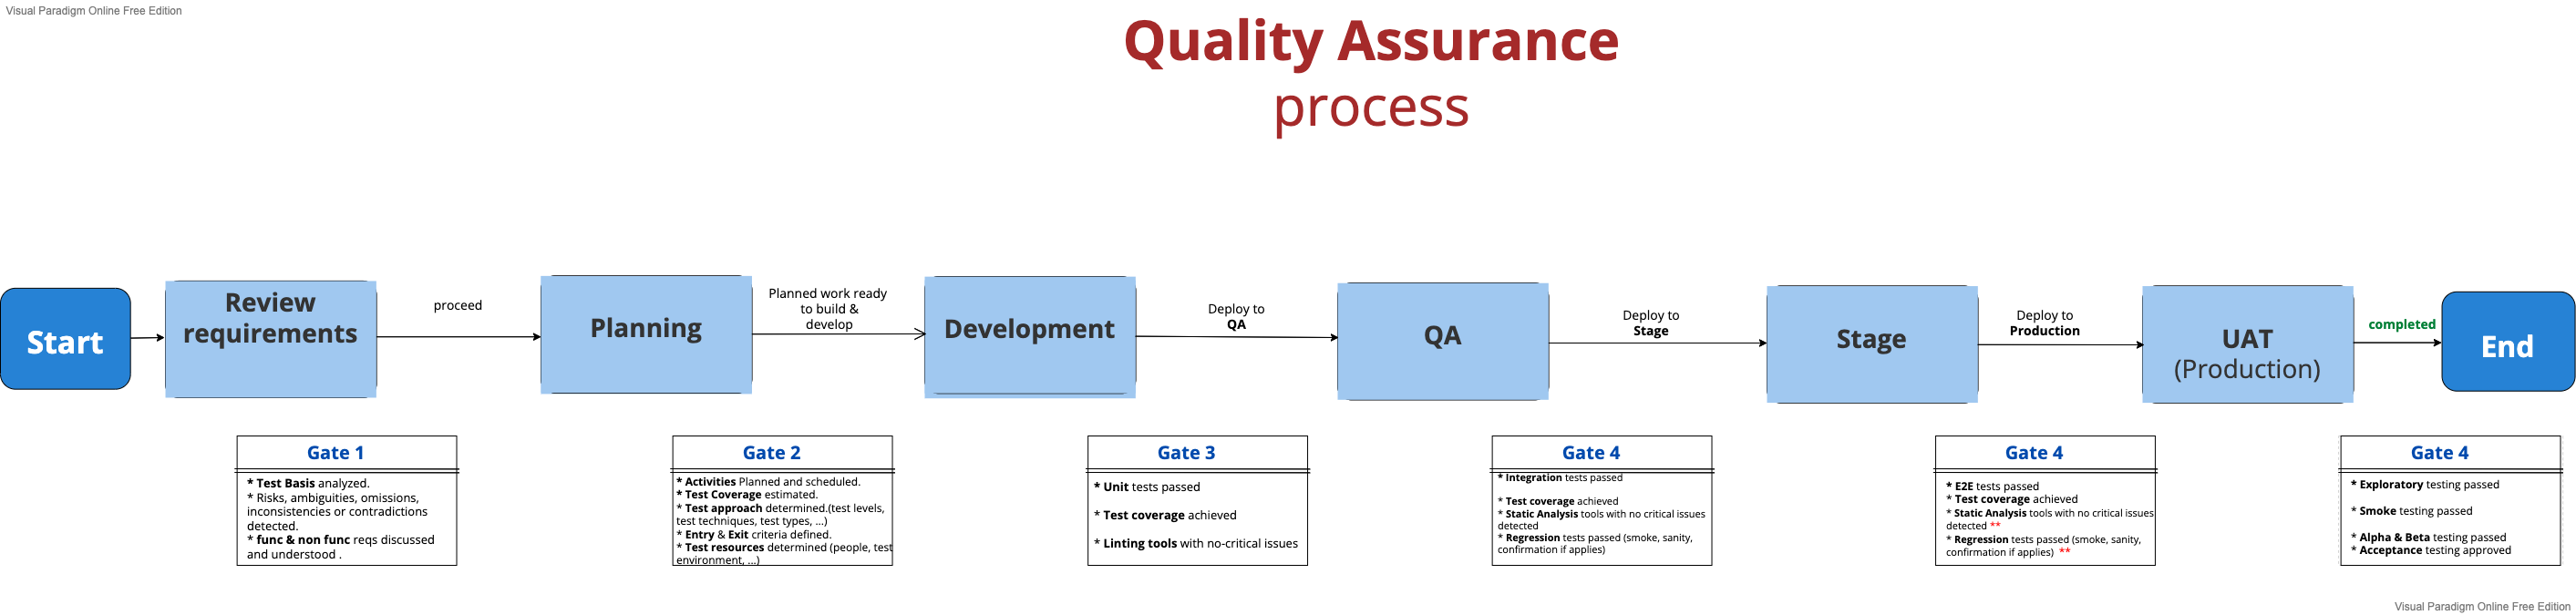 Visual Paradigm Online Free Edition
Quality Assurance
process
Start
Review
requirements
proceed
Planning
Planned work ready
to build &
develop
Development
Deploy to
QA
QA
Deploy to
Stage
Stage
Deploy to
Production
UAT
(Production)
completed
End
Gate 1
* Test Basis analyzed.
* Risks, ambiguities, omissions,
inconsistencies or contradictions
detected.
* func & non func reqs discussed
and understood .
Gate 2
* Activities Planned and scheduled.
* Test Coverage estimated.
* Test approach determined.(test levels,
test techniques, test types, ...)
* Entry & Exit criteria defined.
* Test resources determined (people, test
environment, ...)
Gate 3
* Unit tests passed
* Test coverage achieved
* Linting tools with no-critical issues
Gate 4
* Integration tests passed
* Test coverage achieved
* Static Analysis tools with no critical issues
detected
* Regression tests passed (smoke, sanity,
confirmation if applies)
Gate 4
* E2E tests passed
* Test coverage achieved
* Static Analysis tools with no critical issues
detected **
* Regression tests passed (smoke, sanity,
confirmation if applies) **
Gate 4
* Exploratory testing passed
* Smoke testing passed
* Alpha & Beta testing passed
* Acceptance testing approved
Visual Paradigm Online Free Edition